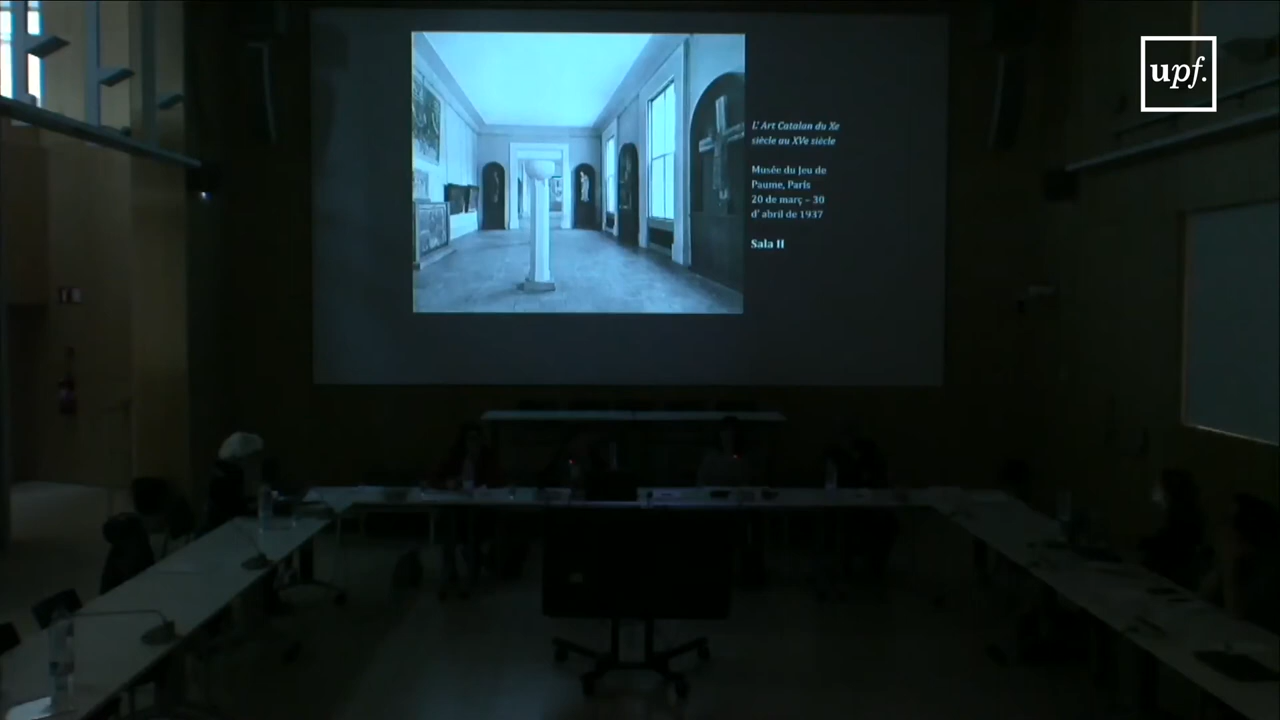 upf.
L'Art Catalan du Xe
siècle au XVe siècle
Musée du Jeu de
Paume, París
20 de març – 30
d'abril de 1937
Sala II